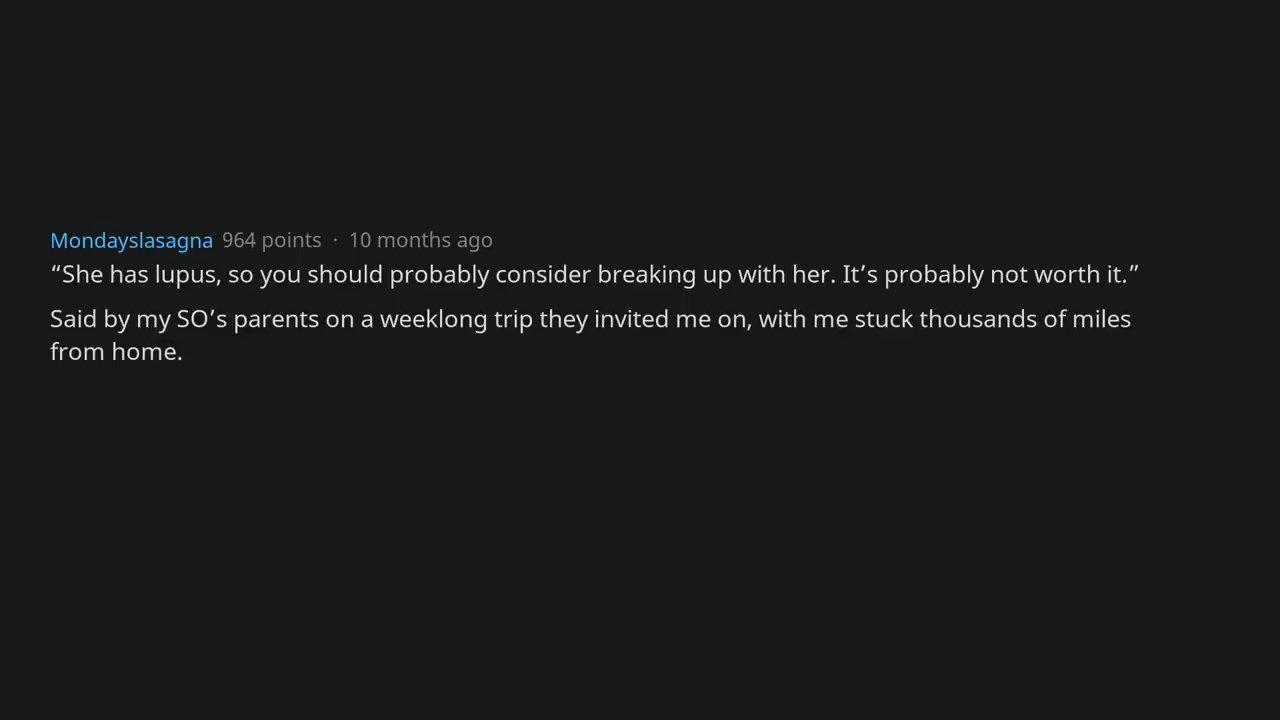 Mondayslasagna 964 points · 10 months ago
“She has lupus, so you should probably consider breaking up with her. It’s probably not worth it.”
Said by my SO’s parents on a weeklong trip they invited me on, with me stuck thousands of miles
from home.